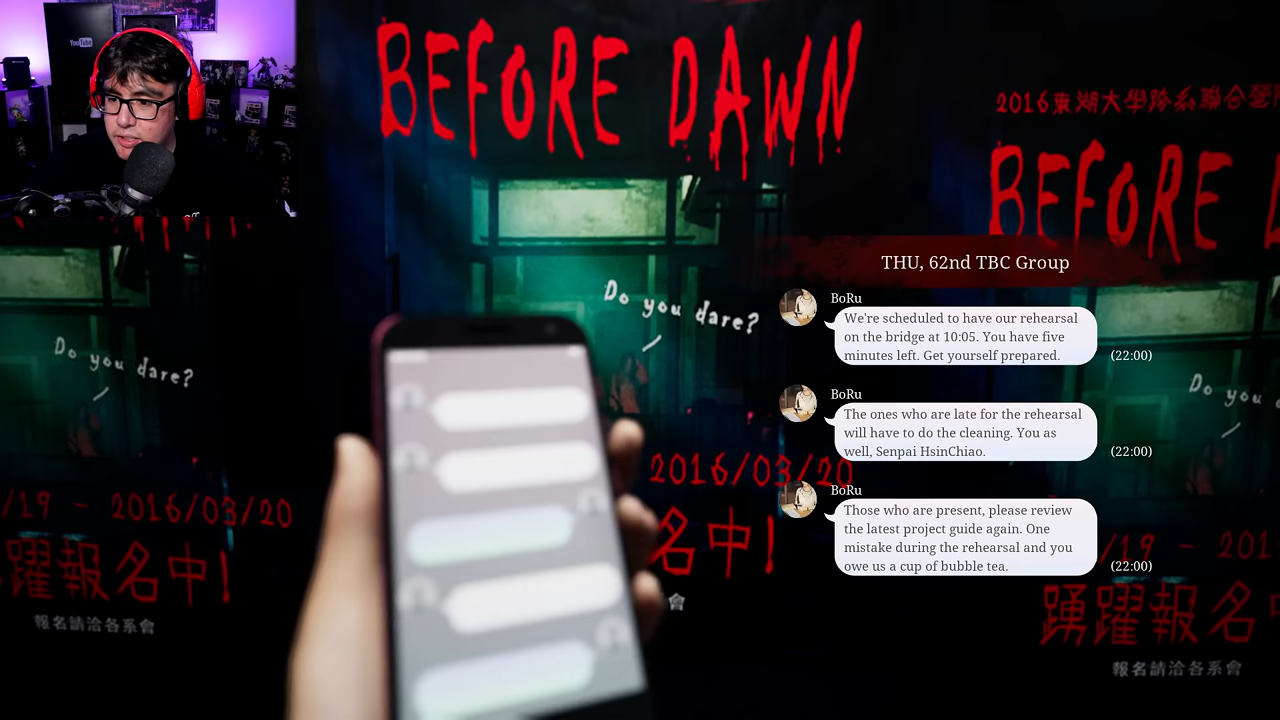 YouTube
BEFORE DAWN
2016東湖大學跨系聯合營
BEFORE
Do you dare?
Do you dare?
Do you
THU, 62nd TBC Group
BoRu
We're scheduled to have our rehearsal
on the bridge at 10:05. You have five
minutes left. Get yourself prepared.
(22:00)
BoRu
The ones who are late for the rehearsal
will have to do the cleaning. You as
well, Senpai HsinChiao.
(22:00)
BoRu
Those who are present, please review
the latest project guide again. One
mistake during the rehearsal and you
owe us a cup of bubble tea.
(22:00)
/19 - 2016/03/20
2016/03/20
/19 - 201
躍報名中!
名中!
踴躍報名
報名請洽各系會
會
報名請洽各系會